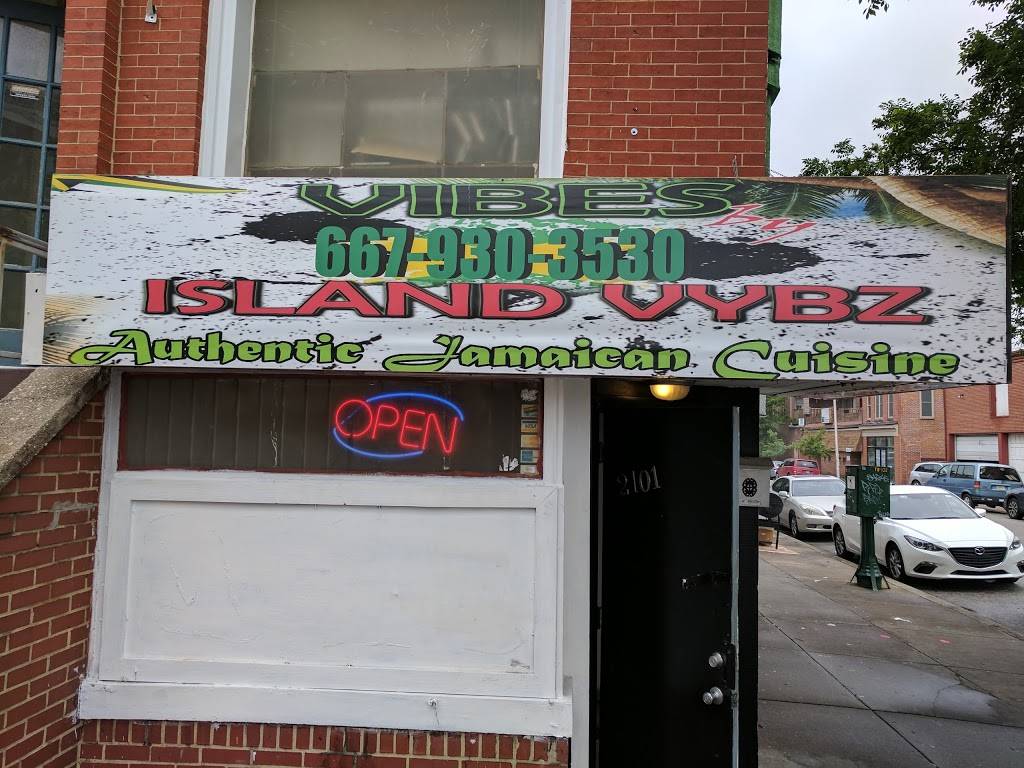 VIBES by
667-930-3530
ISLAND VYBZ
Authentic Jamaican Cuisine
OPEN
2101